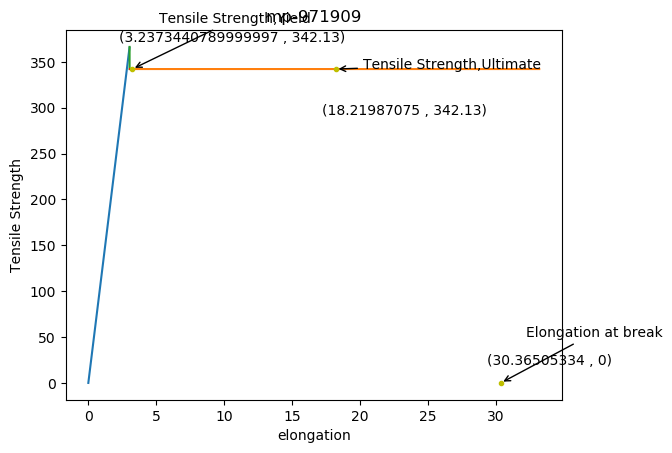 mp-971909
Tensile Strength,Yield
(3.2373440789999997 , 342.13)
Tensile Strength,Ultimate
(18.21987075 , 342.13)
Elongation at break
(30.36505334 , 0)
Tensile Strength
350
300
250
200
150
100
50
0
0 5 10 15 20 25 30
elongation